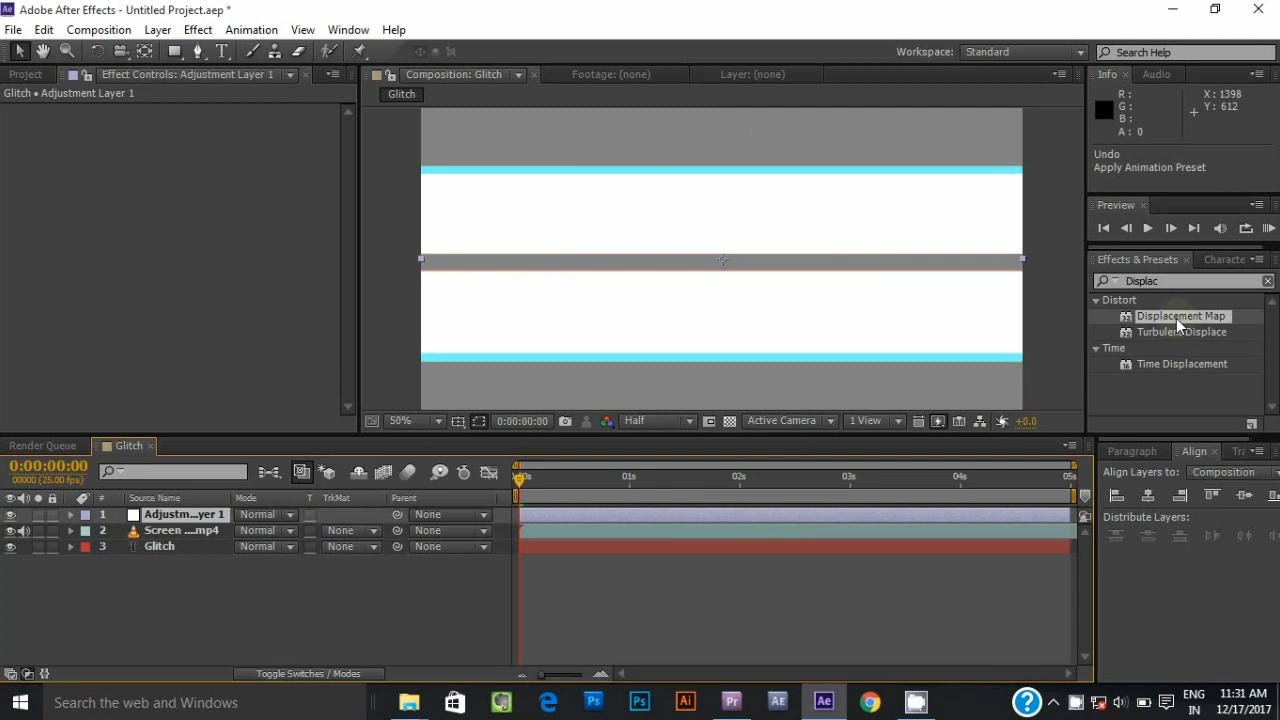 Adobe After Effects - Untitled Project.aep *
File Edit Composition Layer Effect Animation View Window Help
Workspace: Standard Search Help
Project Effect Controls: Adjustment Layer 1 Composition: Glitch Footage: (none) Layer: (none) Info Audio
Glitch • Adjustment Layer 1 Glitch
R: X: 1398
G: Y: 612
B:
A: 0
Undo
Apply Animation Preset
Preview
Effects & Presets Characte
Displac
Distort
Displacement Map
Turbulent Displace
Time
Time Displacement
50% 0:00:00:00 Half Active Camera 1 View +0.0
Render Queue Glitch Paragraph Align Tra
0:00:00:00
00000 (25.00 fps)
Align Layers to: Composition
01s 02s 03s 04s 05s
# Source Name Mode T TrkMat Parent
1 Adjustm...yer 1 Normal None
2 Screen ....mp4 Normal None None
3 Glitch Normal None None
Distribute Layers:
Toggle Switches / Modes
Search the web and Windows
ENG 11:31 AM
IN 12/17/2017